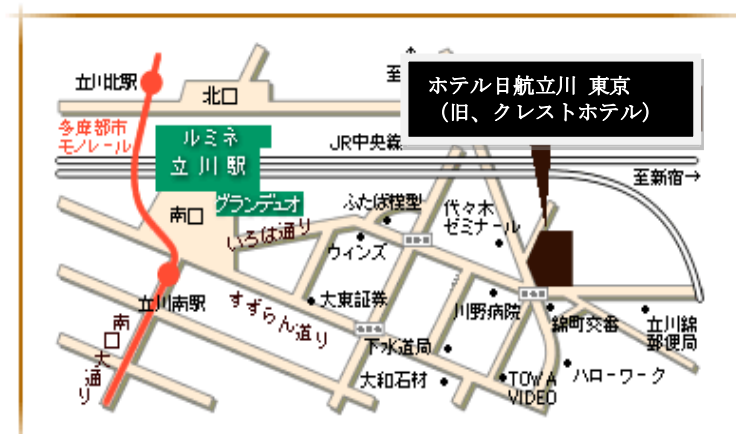 立川北駅
北口
至
ホテル日航立川 東京
（旧、クレストホテル）
多摩都市
モノレール
ルミネ
立川駅
JR中央線
至新宿→
グランデュオ
南口
いろは通り
ふたば模型
代々木
ゼミナール
ウィンズ
立川南駅
すずらん通り
大東証券
川野病院
錦町交番
立川錦
郵便局
南口大通り
下水道局
大和石材
TOWA
VIDEO
ハローワーク